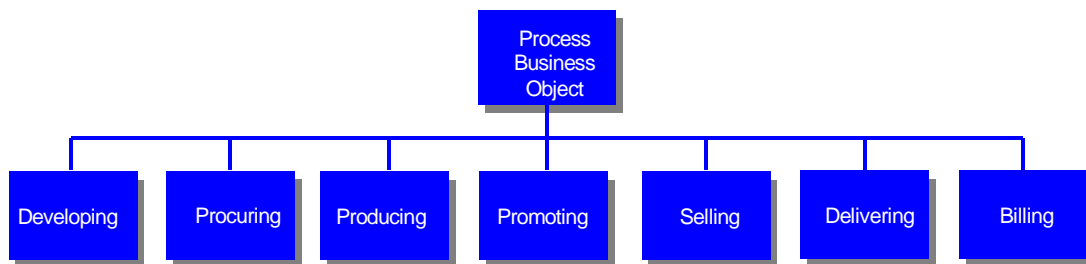 Process
Business
Object
Developing
Procuring
Producing
Promoting
Selling
Delivering
Billing